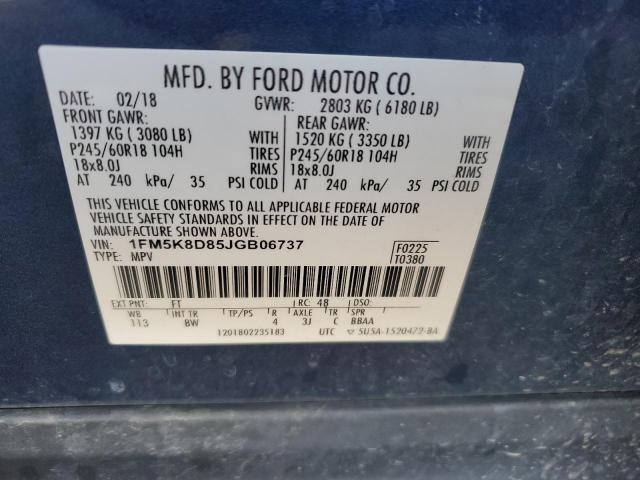 MFD. BY FORD MOTOR CO.
DATE: 02/18 GVWR: 2803 KG ( 6180 LB)
FRONT GAWR: REAR GAWR:
1397 KG ( 3080 LB) WITH 1520 KG ( 3350 LB) WITH
P245/60R18 104H TIRES P245/60R18 104H TIRES
18x8.0J RIMS 18x8.0J RIMS
AT 240 kPa/ 35 PSI COLD AT 240 kPa/ 35 PSI COLD
THIS VEHICLE CONFORMS TO ALL APPLICABLE FEDERAL MOTOR
VEHICLE SAFETY STANDARDS IN EFFECT ON THE DATE OF
MANUFACTURE SHOWN ABOVE.
VIN: 1FM5K8D85JGB06737 F0225
TYPE: MPV T0380
EXT PNT: FT RC: 48 DSO:
WB INT TR TP/PS R AXLE TR SPR
113 BW 4 3J C BBAA
1201802235183 UTC 5U5A-1520472-BA